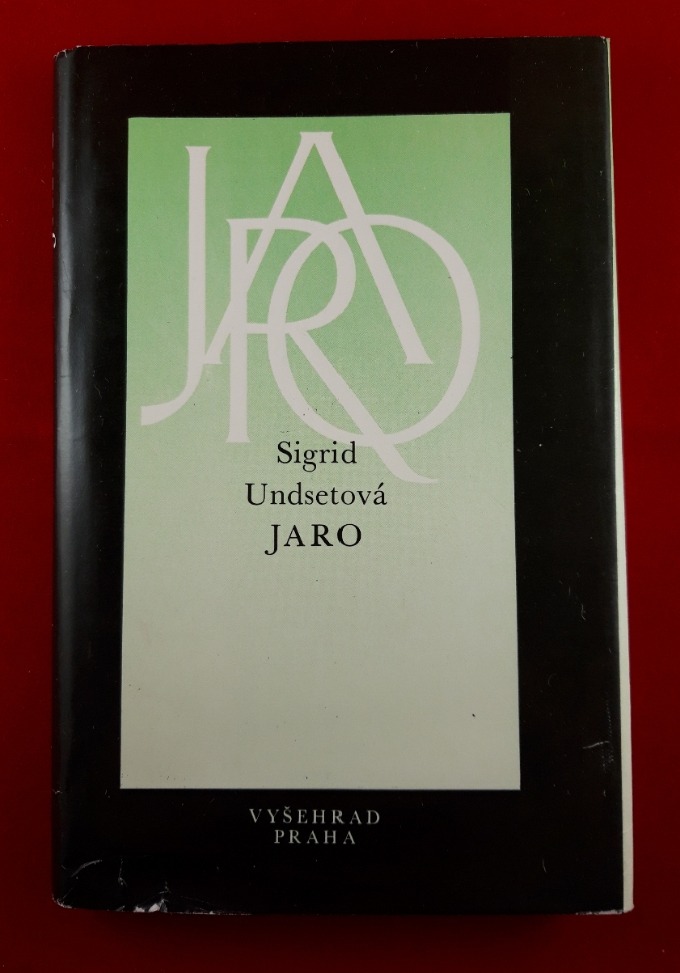 JARO
Sigrid
Undsetová
JARO
VYŠEHRAD
PRAHA